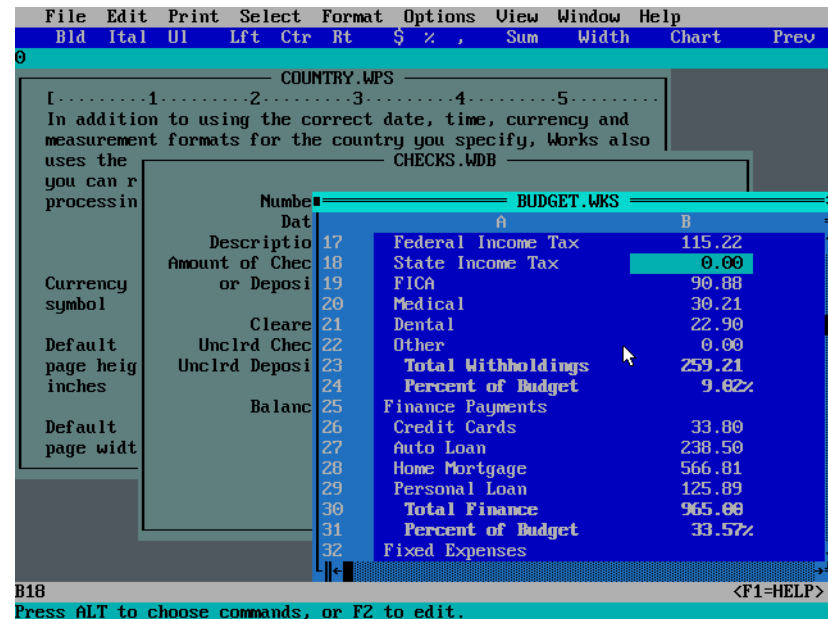 File Edit Print Select Format Options View Window Help
Bld Ital Ul Lft Ctr Rt $ % , Sum Width Chart Prev
0
COUNTRY.WPS
[.........1.........2.........3.........4.........5.........
In addition to using the correct date, time, currency and
measurement formats for the country you specify, Works also
uses the
you can r
processin
Currency
symbol
Default
page heig
inches
Default
page widt
CHECKS.WDB
Numbe
Dat
Descriptio
Amount of Chec
or Deposi
Cleare
Unclrd Chec
Unclrd Deposi
Balanc
BUDGET.WKS
A B
17 Federal Income Tax 115.22
18 State Income Tax 0.00
19 FICA 90.88
20 Medical 30.21
21 Dental 22.90
22 Other 0.00
23 Total Withholdings 259.21
24 Percent of Budget 9.02%
25 Finance Payments
26 Credit Cards 33.80
27 Auto Loan 238.50
28 Home Mortgage 566.81
29 Personal Loan 125.89
30 Total Finance 965.00
31 Percent of Budget 33.57%
32 Fixed Expenses
B18 <F1=HELP>
Press ALT to choose commands, or F2 to edit.